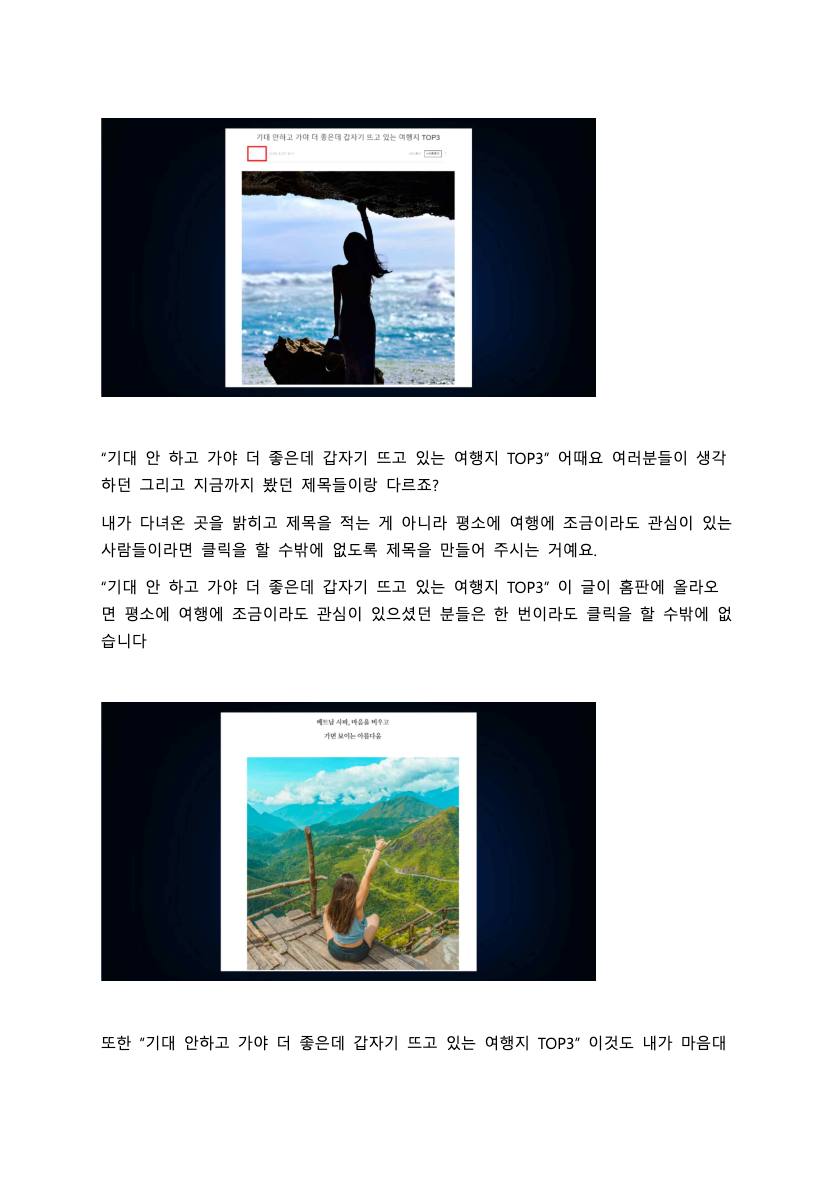 기대 안하고 가야 더 좋은데 갑자기 뜨고 있는 여행지 TOP3
“기대 안 하고 가야 더 좋은데 갑자기 뜨고 있는 여행지 TOP3” 어때요 여러분들이 생각
하던 그리고 지금까지 봤던 제목들이랑 다르죠?
내가 다녀온 곳을 밝히고 제목을 적는 게 아니라 평소에 여행에 조금이라도 관심이 있는
사람들이라면 클릭을 할 수밖에 없도록 제목을 만들어 주시는 거예요.
“기대 안 하고 가야 더 좋은데 갑자기 뜨고 있는 여행지 TOP3” 이 글이 홈판에 올라오
면 평소에 여행에 조금이라도 관심이 있으셨던 분들은 한 번이라도 클릭을 할 수밖에 없
습니다
베트남 사파, 마음을 비우고
가면 보이는 아름다움
또한 “기대 안하고 가야 더 좋은데 갑자기 뜨고 있는 여행지 TOP3” 이것도 내가 마음대